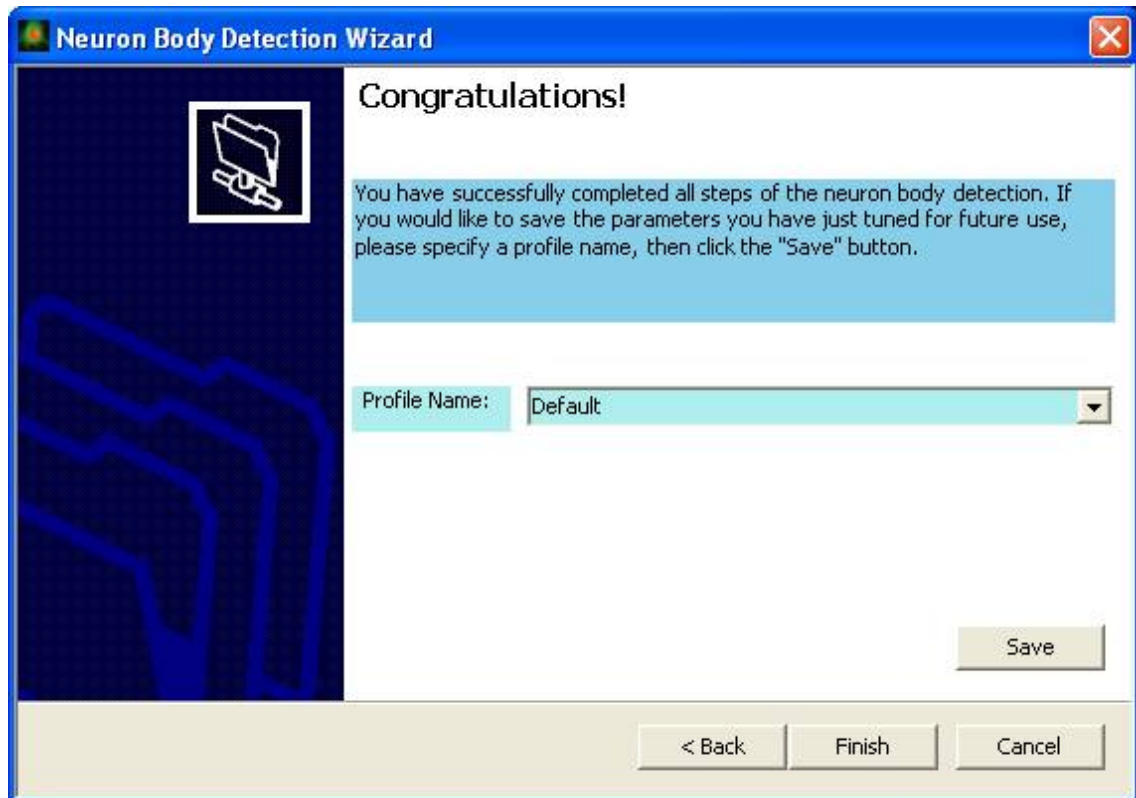 Neuron Body Detection Wizard
Congratulations!
You have successfully completed all steps of the neuron body detection. If
you would like to save the parameters you have just tuned for future use,
please specify a profile name, then click the "Save" button.
Profile Name:
Default
Save
< Back
Finish
Cancel